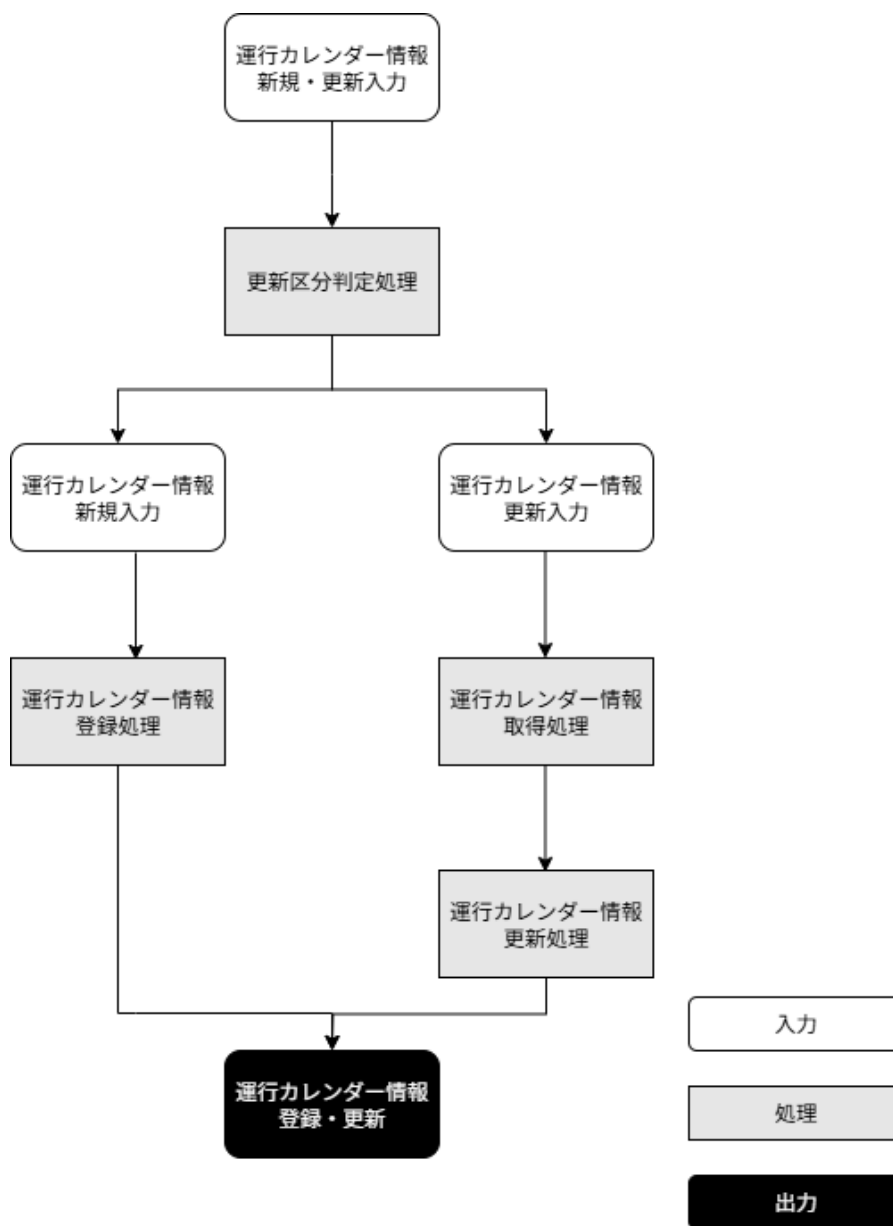 運行カレンダー情報
新規・更新入力
更新区分判定処理
運行カレンダー情報
新規入力
運行カレンダー情報
更新入力
運行カレンダー情報
登録処理
運行カレンダー情報
取得処理
運行カレンダー情報
更新処理
運行カレンダー情報
登録・更新
入力
処理
出力